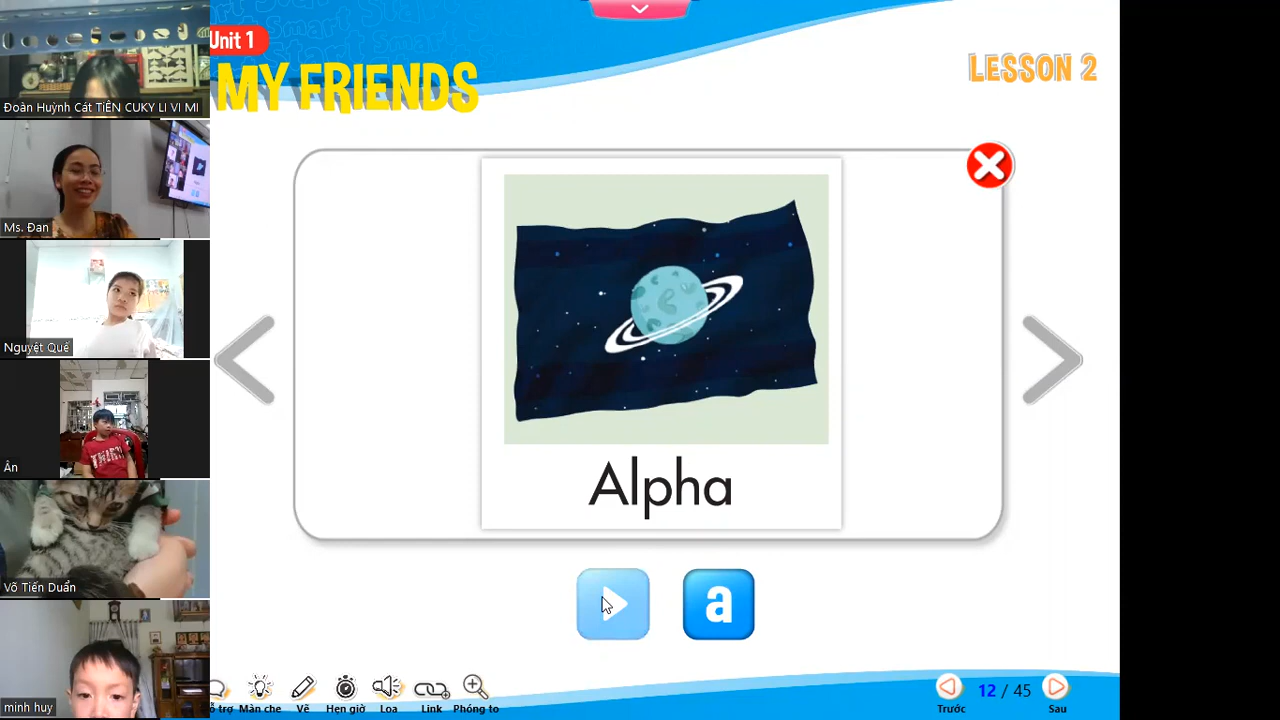 Unit 1
MY FRIENDS
LESSON 2
Đoàn Huỳnh Cát TiÊN CUKY LI VI MI
Ms. Đan
Nguyệt Quế
Ân
Võ Tiến Duẩn
minh huy
Alpha
a
trợ
Màn che
Vẽ
Hẹn giờ
Loa
Link
Phóng to
Trước
12 / 45
Sau